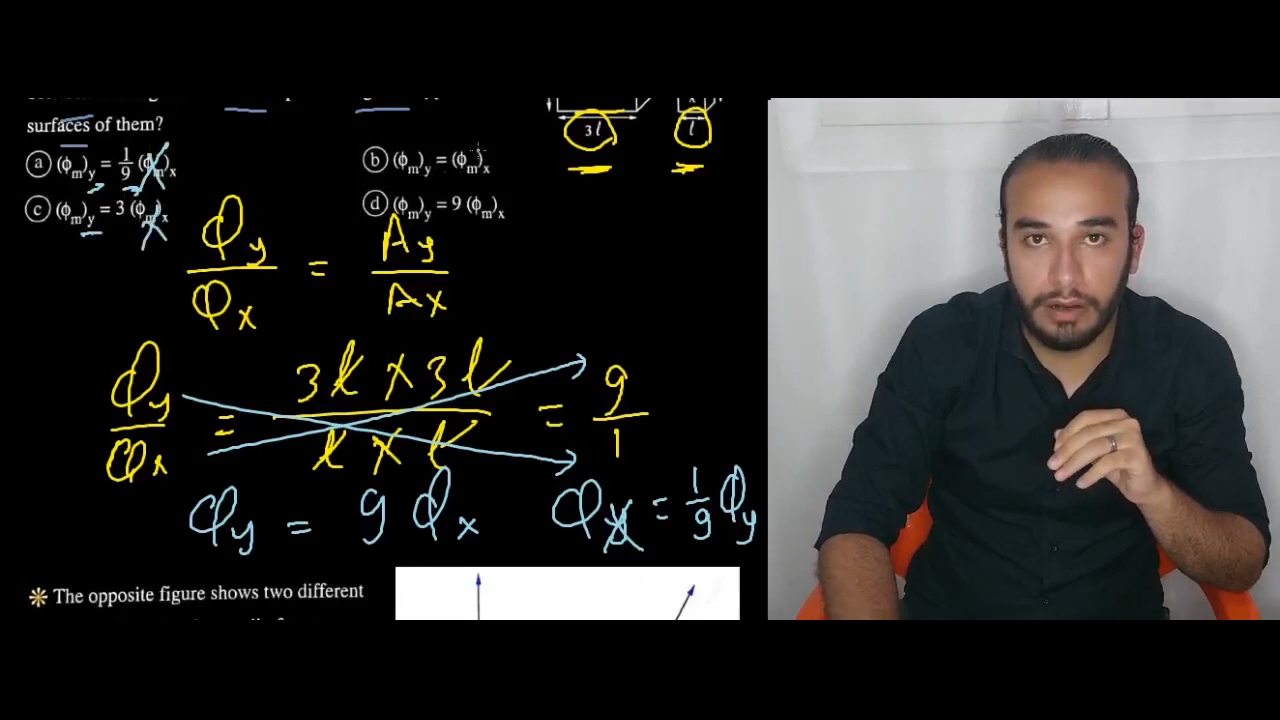 3ℓ ℓ
surfaces of them?
a (ϕm)y = 1/9 (ϕm)x b (ϕm)y = (ϕm)x
c (ϕm)y = 3 (ϕm)x d (ϕm)y = 9 (ϕm)x
Φy/Φx = Ay/Ax
Φy/Φx = 3ℓ × 3ℓ / ℓ × ℓ = 9/1
Φy = 9 Φx Φx = 1/9 Φy
The opposite figure shows two different